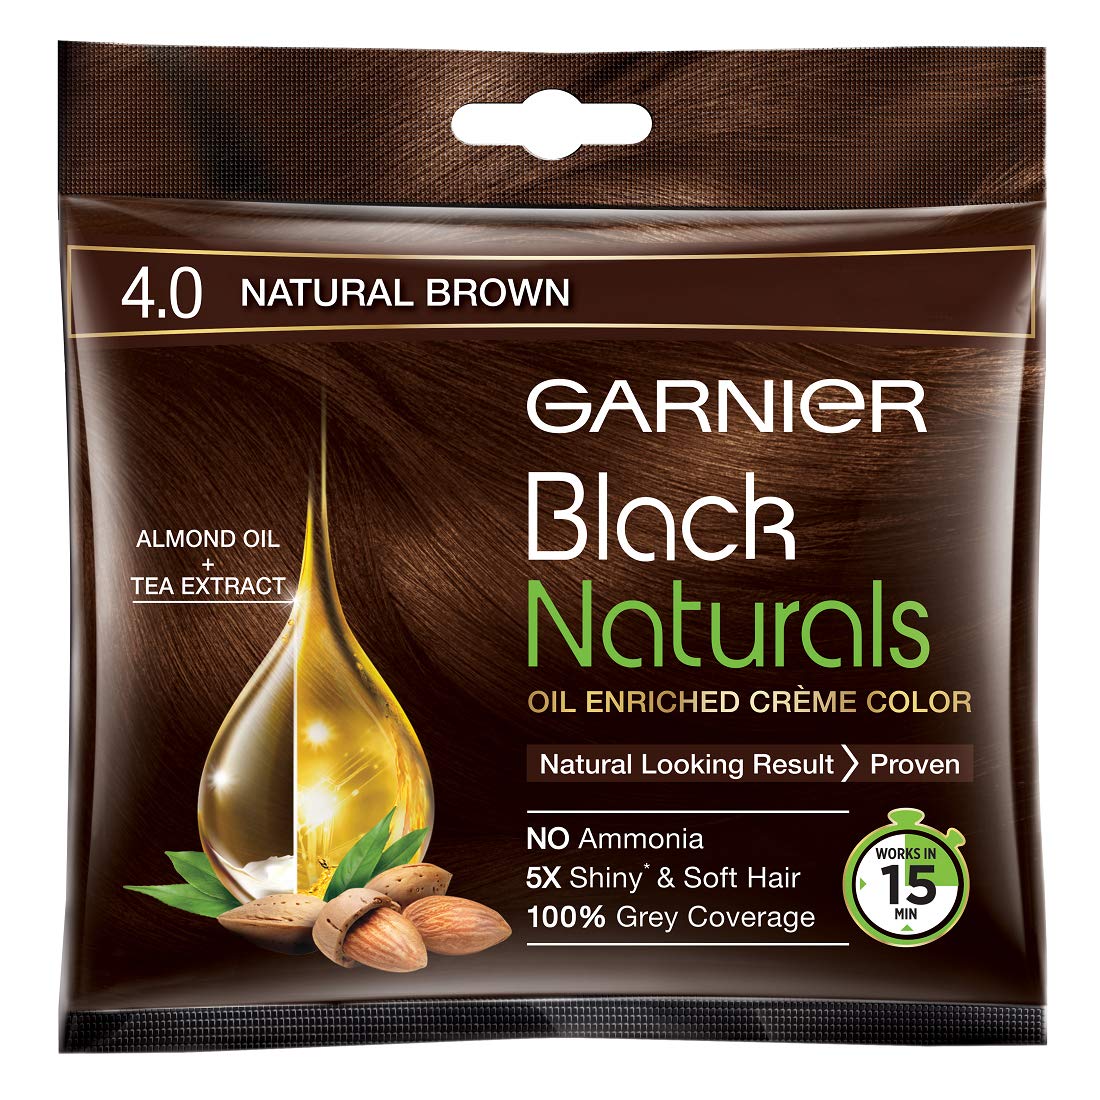 4.0 NATURAL BROWN
GARNIER
Black
Naturals
OIL ENRICHED CRÈME COLOR
Natural Looking Result > Proven
ALMOND OIL
+
TEA EXTRACT
NO Ammonia
5X Shiny* & Soft Hair
100% Grey Coverage
WORKS IN
15
MIN